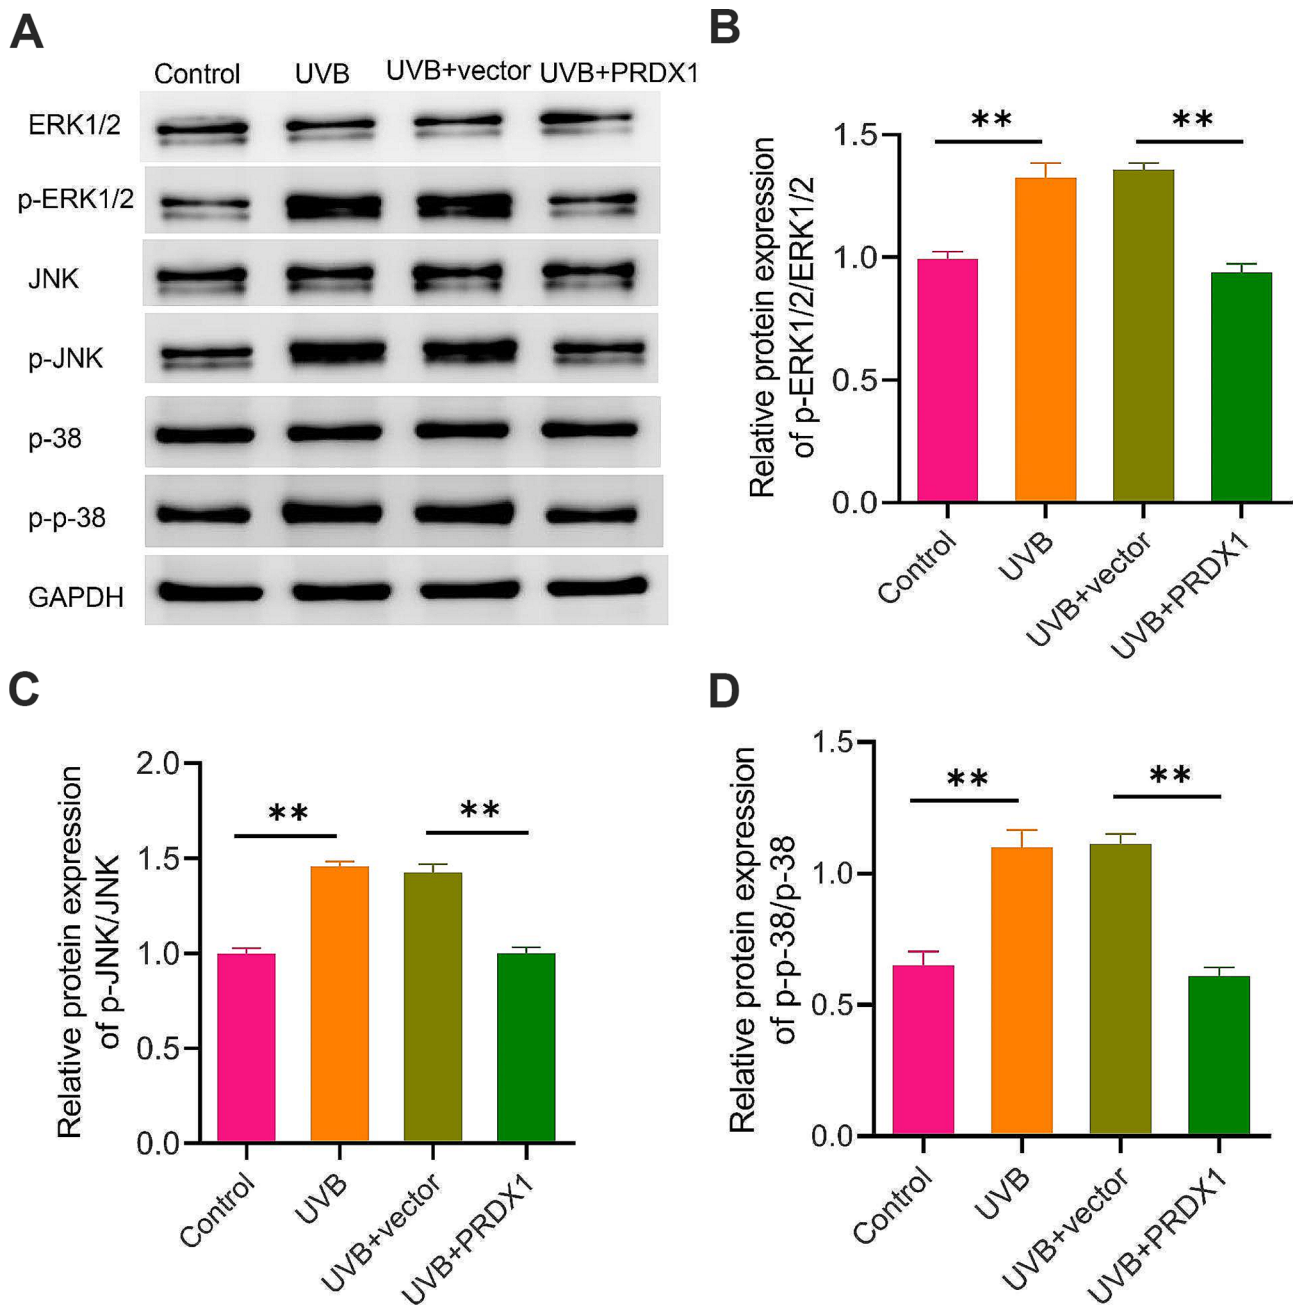 A
Control UVB UVB+vector UVB+PRDX1
ERK1/2
p-ERK1/2
JNK
p-JNK
p-38
p-p-38
GAPDH
B
Relative protein expression
of p-ERK1/2/ERK1/2
1.5
1.0
0.5
0.0
** **
Control UVB UVB+vector UVB+PRDX1
C
Relative protein expression
of p-JNK/JNK
2.0
1.5
1.0
0.5
0.0
** **
Control UVB UVB+vector UVB+PRDX1
D
Relative protein expression
of p-p-38/p-38
1.5
1.0
0.5
0.0
** **
Control UVB UVB+vector UVB+PRDX1